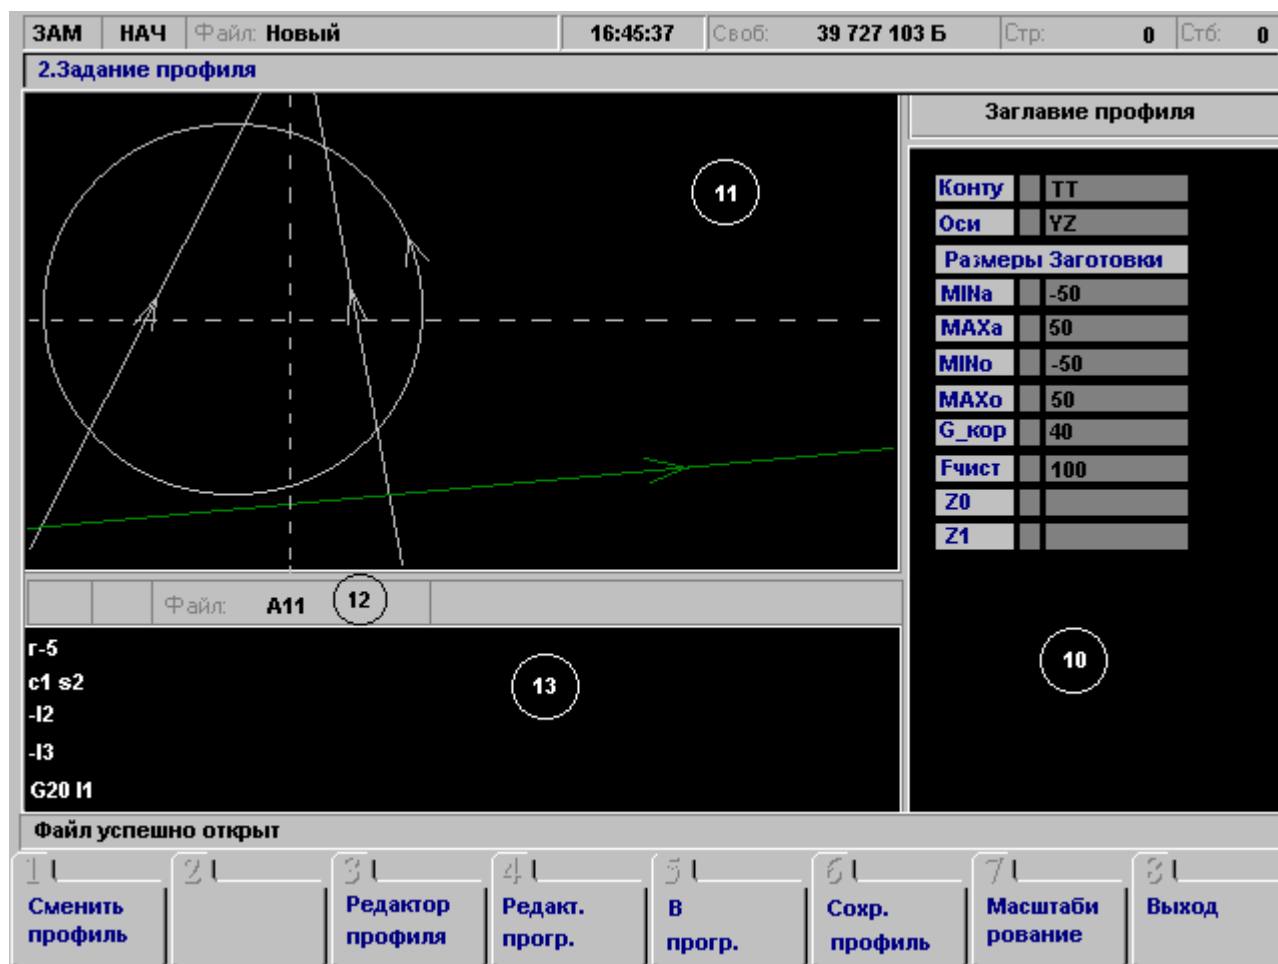 ЗАМ НАЧ Файл: Новый 16:45:37 Своб: 39 727 103 Б Стр: 0 Стб: 0
2.Задание профиля
Заглавие профиля
11
Конту TT
Оси YZ
Размеры Заготовки
MINa -50
MAXa 50
MINo -50
MAXo 50
G_кор 40
Fчист 100
Z0
Z1
Файл: A11 12
r-5
c1 s2
-l2
-l3
G20 l1
13
10
Файл успешно открыт
1 2 3 4 5 6 7 8
Сменить Редактор Редакт. В Сохр. Масштаби Выход
профиль профиля прогр. прогр. профиль рование